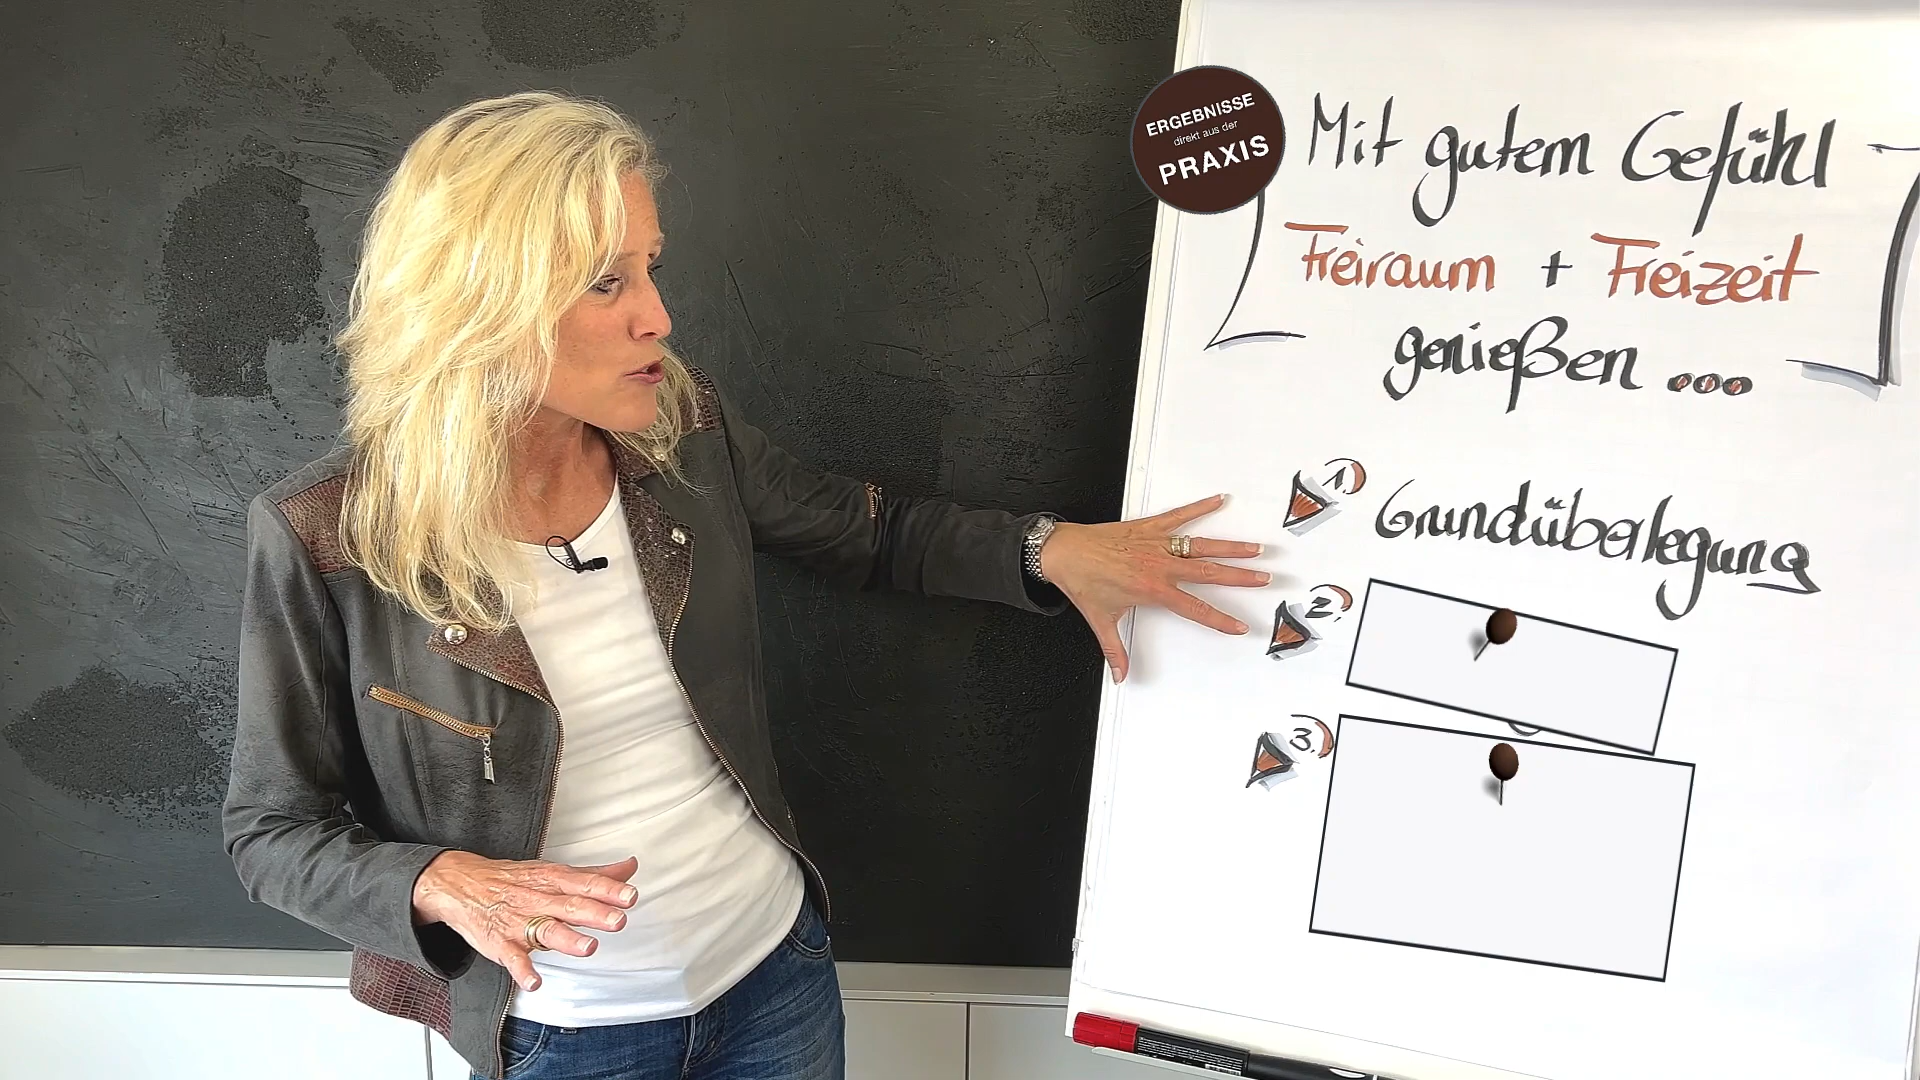 ERGEBNISSE
direkt aus der
PRAXIS
Mit gutem Gefühl
Freiraum + Freizeit
genießen ...
1. Grundüberlegung
2.
3.